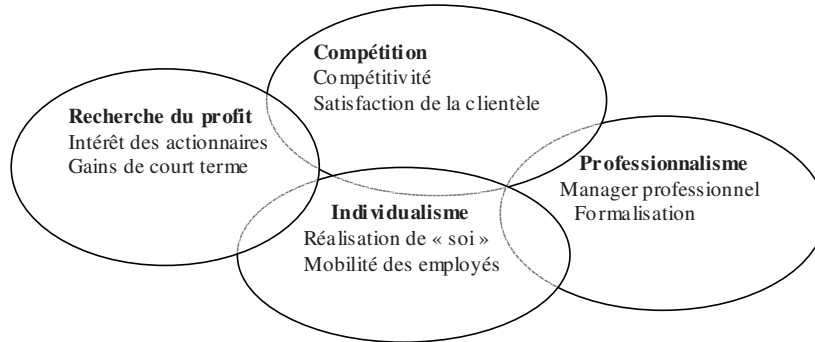 Compétition
Compétitivité
Satisfaction de la clientèle
Recherche du profit
Intérêt des actionnaires
Gains de court terme
Professionnalisme
Manager professionnel
Formalisation
Individualisme
Réalisation de « soi »
Mobilité des employés